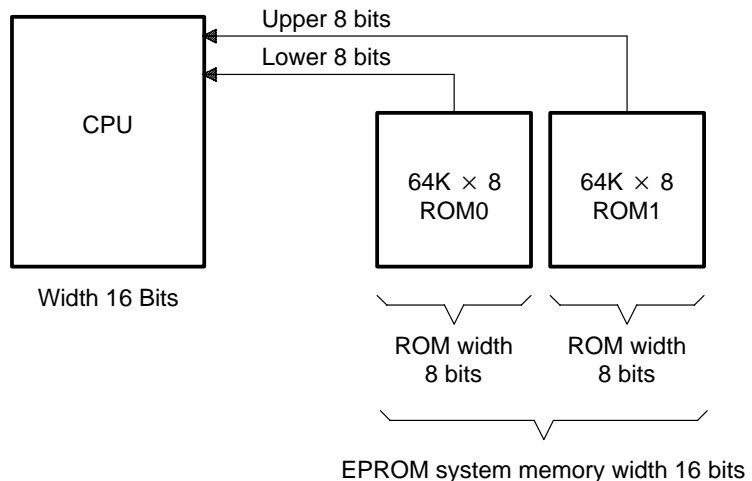 Upper 8 bits
Lower 8 bits
CPU
64K × 8
ROM0
64K × 8
ROM1
Width 16 Bits
ROM width
8 bits
ROM width
8 bits
EPROM system memory width 16 bits